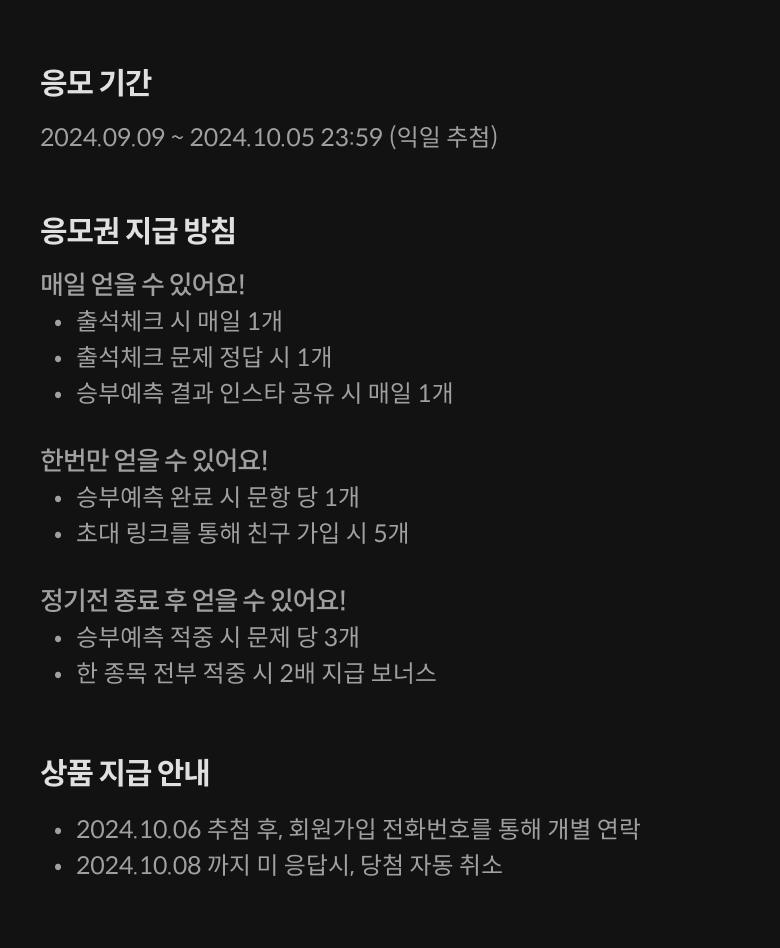 응모 기간
2024.09.09 ~ 2024.10.05 23:59 (익일 추첨)
응모권 지급 방침
매일 얻을 수 있어요!
• 출석체크 시 매일 1개
• 출석체크 문제 정답 시 1개
• 승부예측 결과 인스타 공유 시 매일 1개
한번만 얻을 수 있어요!
• 승부예측 완료 시 문항 당 1개
• 초대 링크를 통해 친구 가입 시 5개
정기전 종료 후 얻을 수 있어요!
• 승부예측 적중 시 문제 당 3개
• 한 종목 전부 적중 시 2배 지급 보너스
상품 지급 안내
• 2024.10.06 추첨 후, 회원가입 전화번호를 통해 개별 연락
• 2024.10.08 까지 미 응답시, 당첨 자동 취소